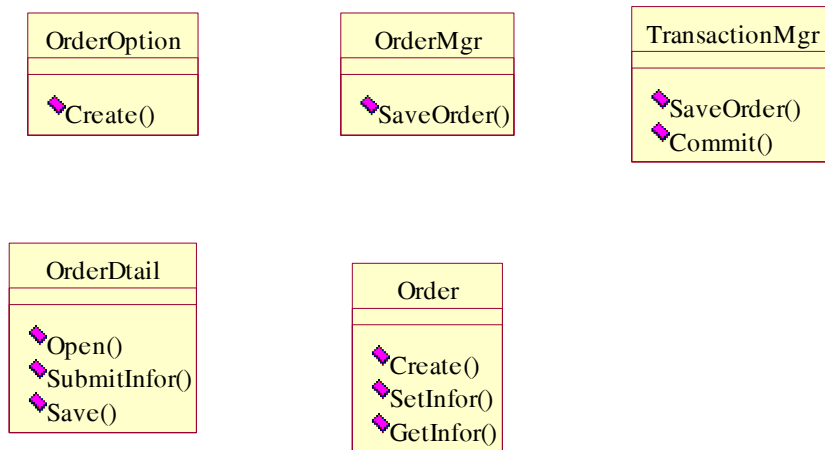 OrderOption
Create()
OrderMgr
SaveOrder()
TransactionMgr
SaveOrder()
Commit()
OrderDtail
Open()
SubmitInfor()
Save()
Order
Create()
SetInfor()
GetInfor()